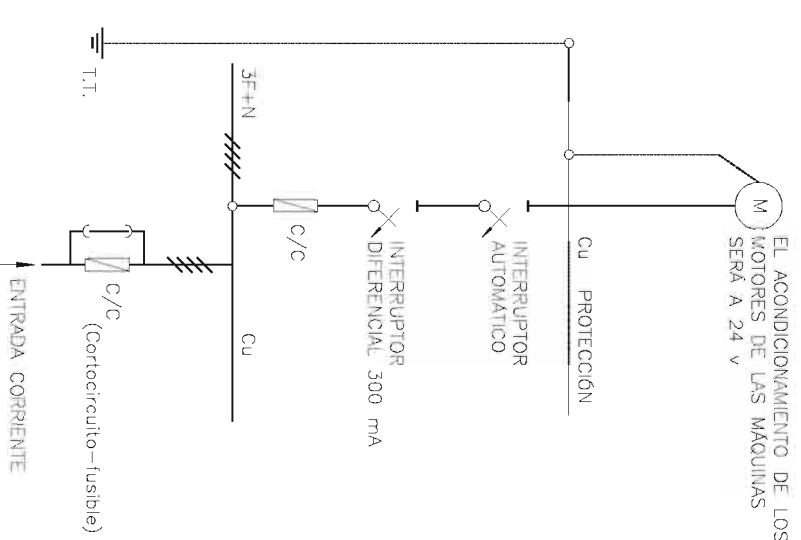 EL ACONDICIONAMIENTO DE LOS
MOTORES DE LAS MÁQUINAS
SERÁ A 24 v
M
Cu PROTECCIÓN
INTERRUPTOR
AUTOMÁTICO
INTERRUPTOR
DIFERENCIAL 300 mA
C/C
3F+N
Cu
T.T.
C/C
(Cortocircuito-fusible)
ENTRADA CORRIENTE